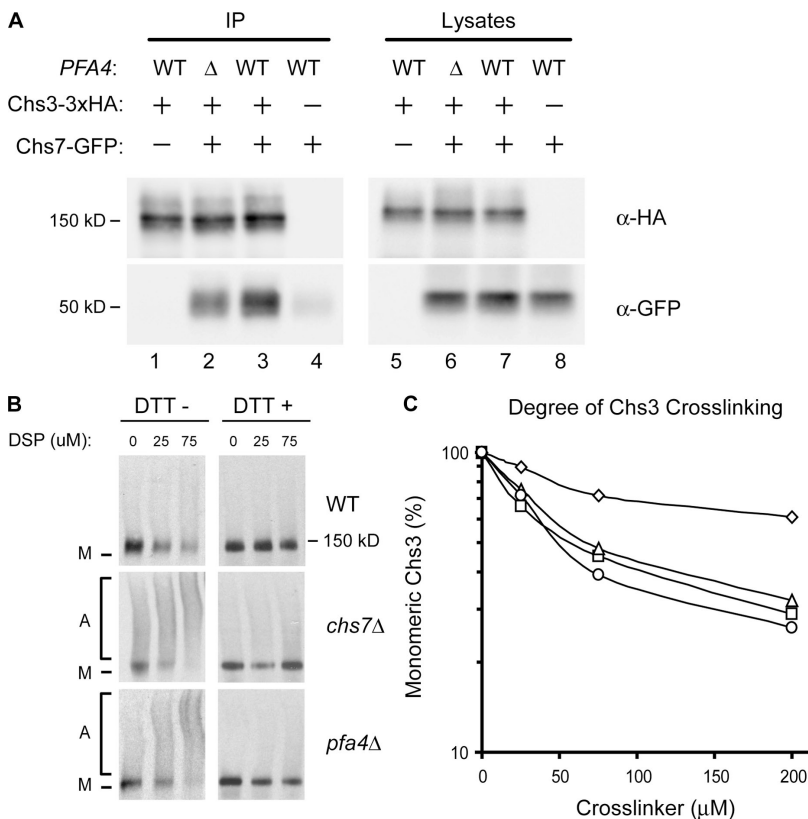 A
IP Lysates
PFA4: WT Δ WT WT WT Δ WT WT
Chs3-3xHA: + + + − + + + −
Chs7-GFP: − + + + − + + +
150 kD – α-HA
50 kD – α-GFP
1 2 3 4 5 6 7 8
B
DTT - DTT +
DSP (uM): 0 25 75 0 25 75
WT
M – – 150 kD
A
chs7Δ
M –
A
pfa4Δ
M –
C
Degree of Chs3 Crosslinking
Monomeric Chs3 (%)
100
10
0 50 100 150 200
Crosslinker (μM)